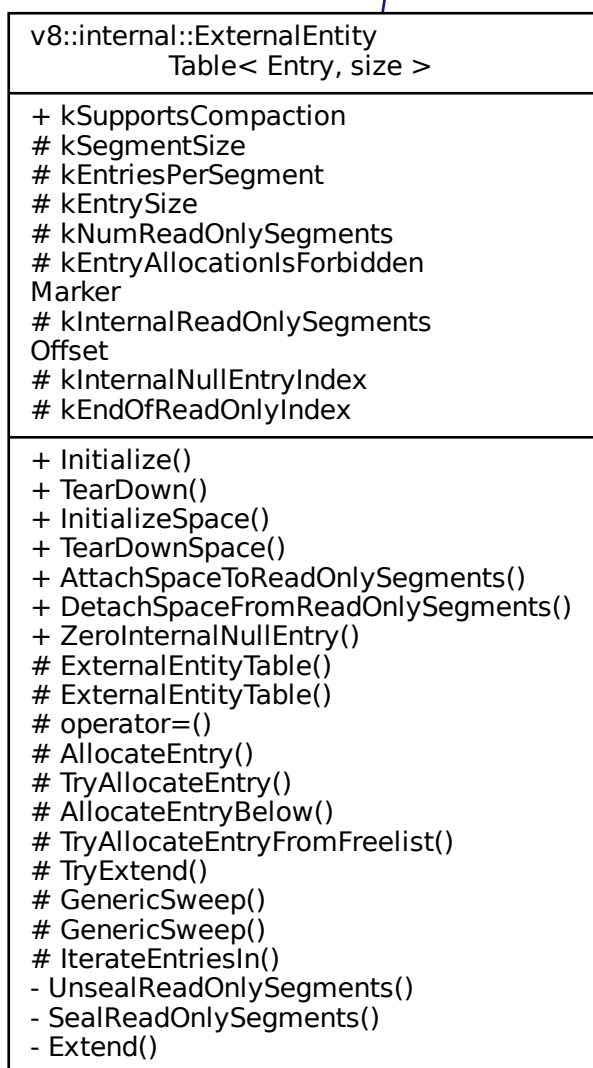 v8::internal::ExternalEntity
Table< Entry, size >
+ kSupportsCompaction
# kSegmentSize
# kEntriesPerSegment
# kEntrySize
# kNumReadOnlySegments
# kEntryAllocationIsForbidden
Marker
# kInternalReadOnlySegments
Offset
# kInternalNullEntryIndex
# kEndOfReadOnlyIndex
+ Initialize()
+ TearDown()
+ InitializeSpace()
+ TearDownSpace()
+ AttachSpaceToReadOnlySegments()
+ DetachSpaceFromReadOnlySegments()
+ ZeroInternalNullEntry()
# ExternalEntityTable()
# ExternalEntityTable()
# operator=()
# AllocateEntry()
# TryAllocateEntry()
# AllocateEntryBelow()
# TryAllocateEntryFromFreelist()
# TryExtend()
# GenericSweep()
# GenericSweep()
# IterateEntriesIn()
- UnsealReadOnlySegments()
- SealReadOnlySegments()
- Extend()